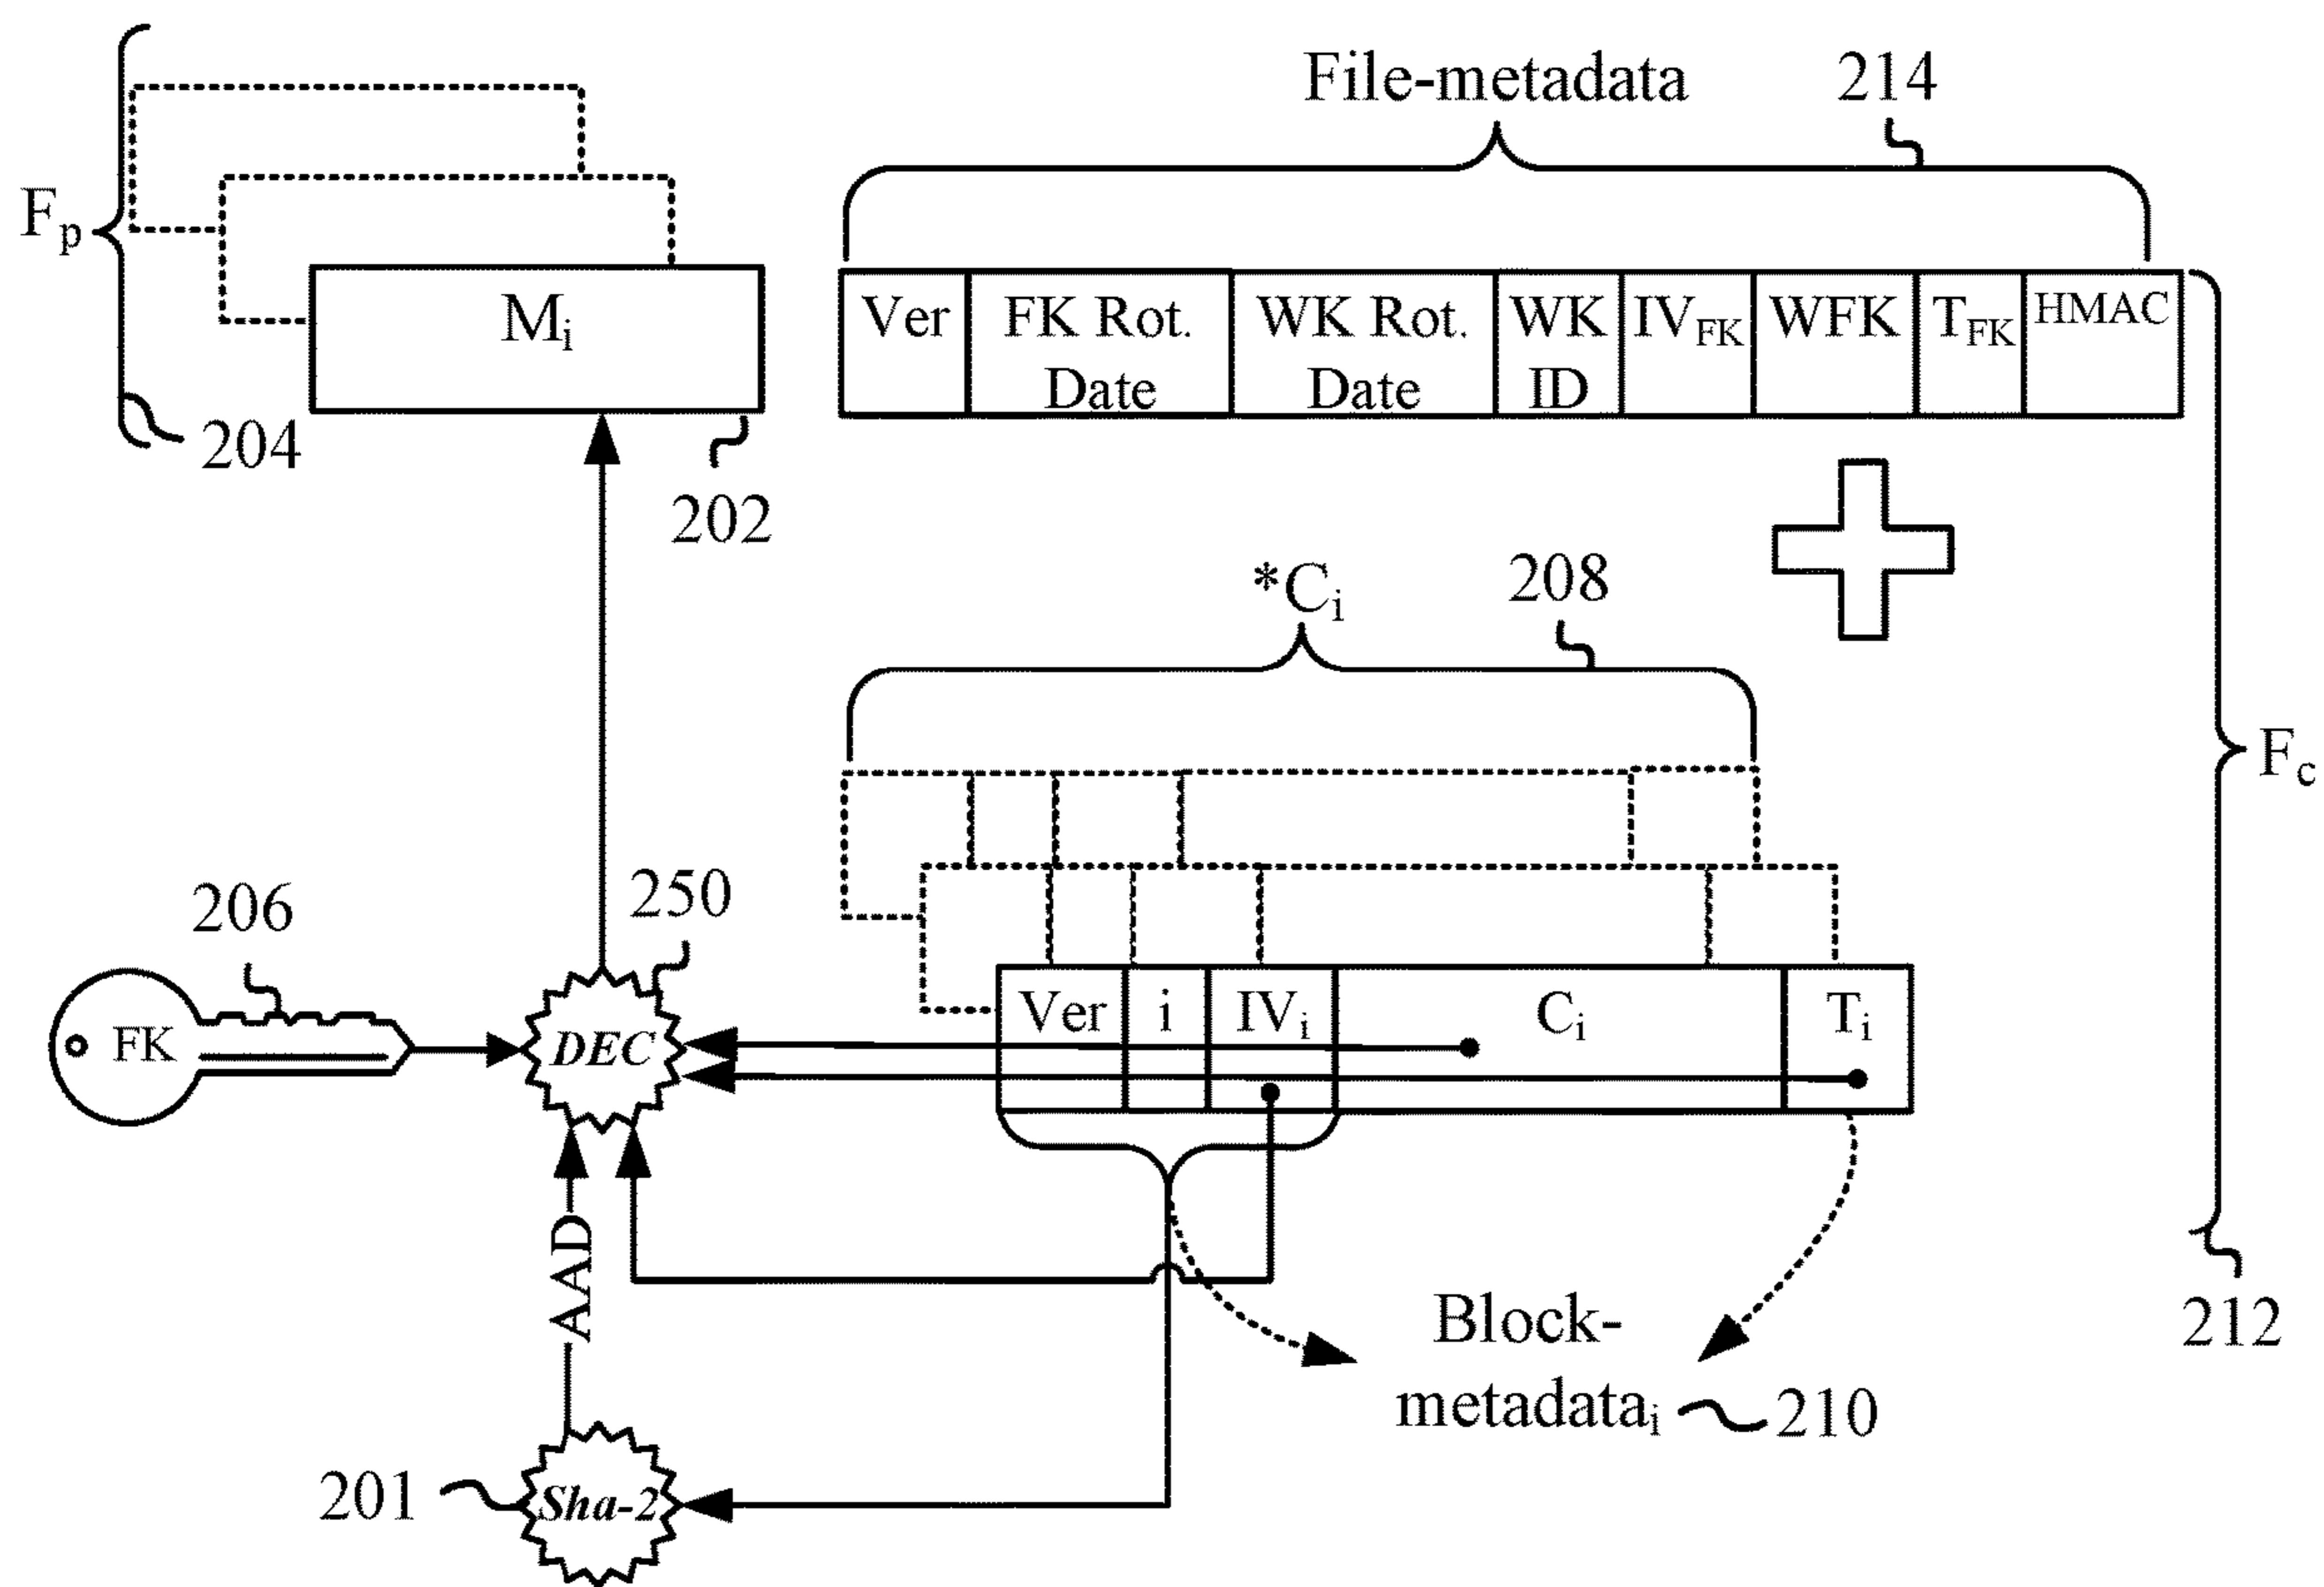 File-metadata
214
Fp
Mi
204
202
Ver
FK Rot.
Date
WK Rot.
Date
WK
ID
IVFK
WFK
TFK
HMAC
*Ci
208
Fc
206
250
FK
DEC
Ver
i
IVi
Ci
Ti
AAD
Block-
metadatai
210
212
201
Sha-2